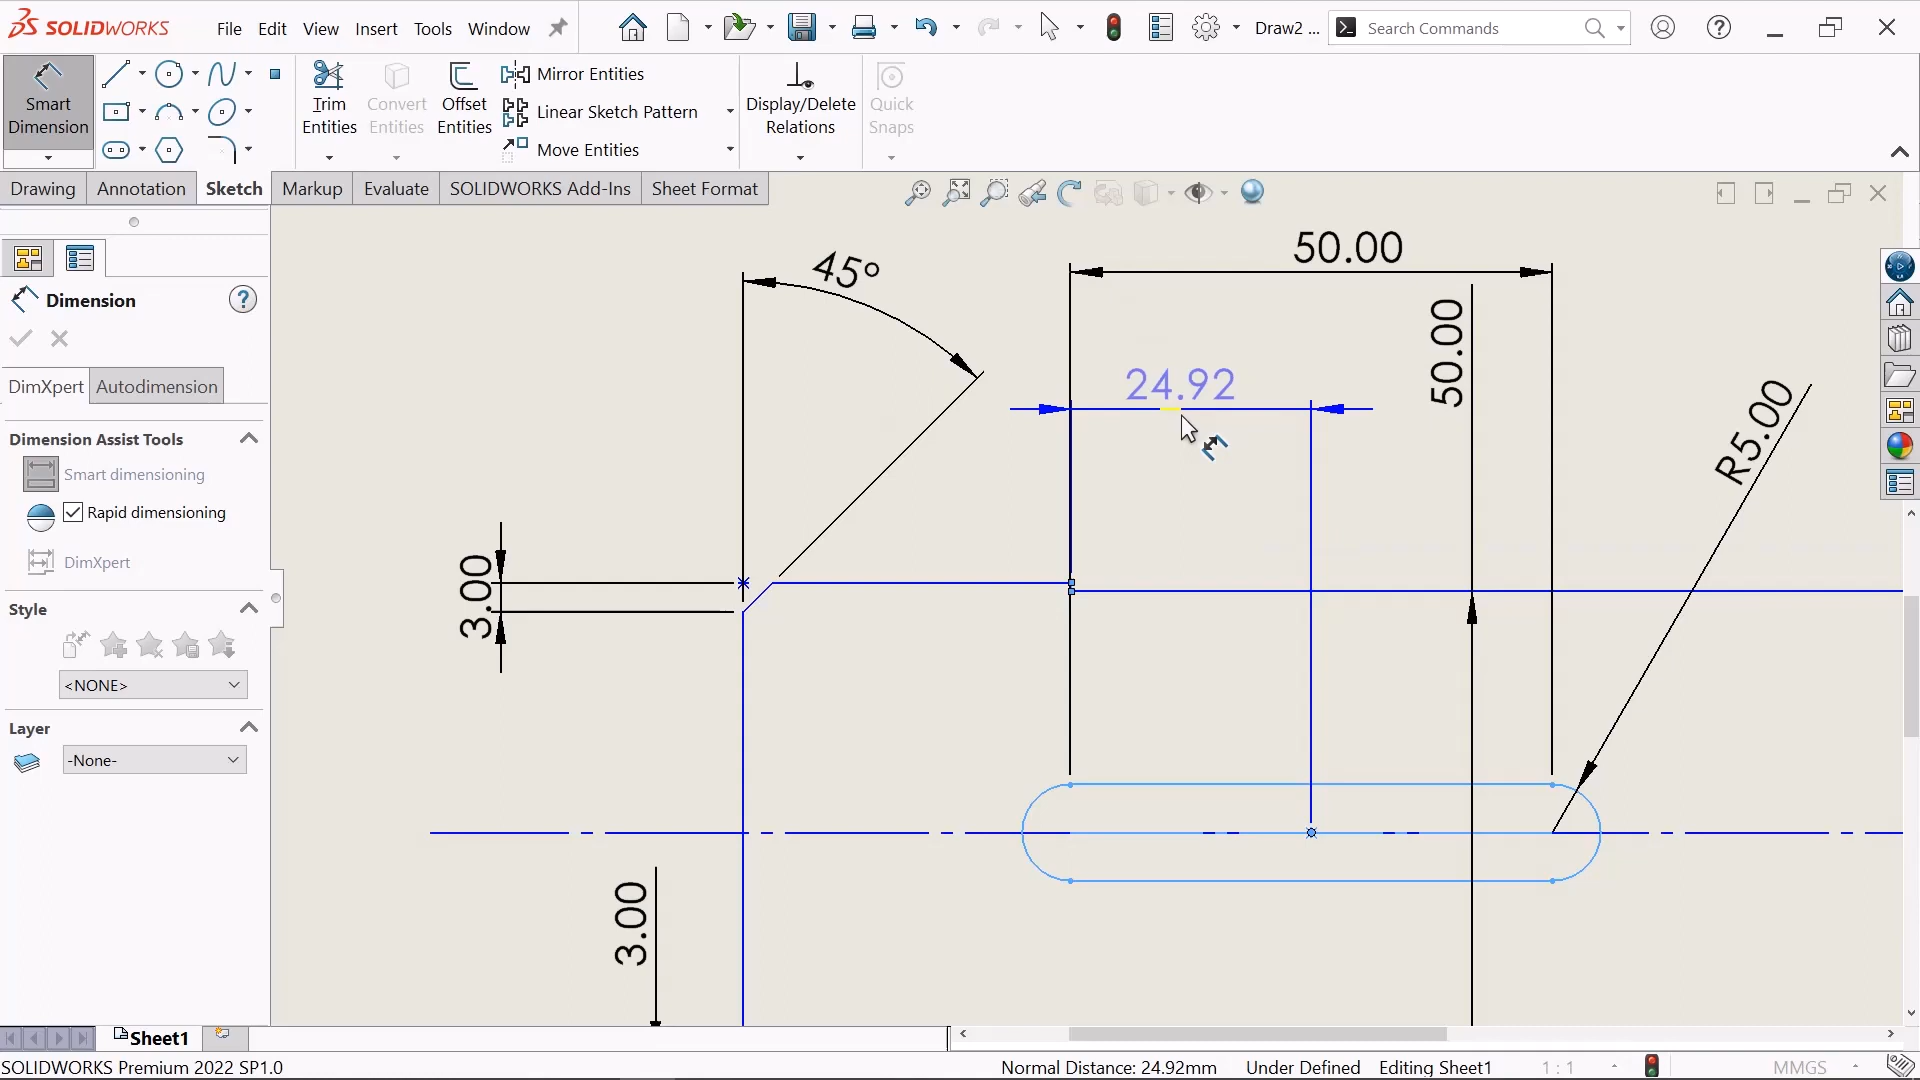 SOLIDWORKS File Edit View Insert Tools Window Draw2 ... Search Commands
Smart Dimension
Trim Entities
Convert Entities
Offset Entities
Mirror Entities
Linear Sketch Pattern
Move Entities
Display/Delete Relations
Quick Snaps
Drawing Annotation Sketch Markup Evaluate SOLIDWORKS Add-Ins Sheet Format
Dimension
DimXpert Autodimension
Dimension Assist Tools
Smart dimensioning
Rapid dimensioning
DimXpert
Style
<NONE>
Layer
-None-
45°
50.00
24.92
50.00
R5.00
3.00
3.00
Sheet1
SOLIDWORKS Premium 2022 SP1.0 Normal Distance: 24.92mm Under Defined Editing Sheet1 1 : 1 MMGS